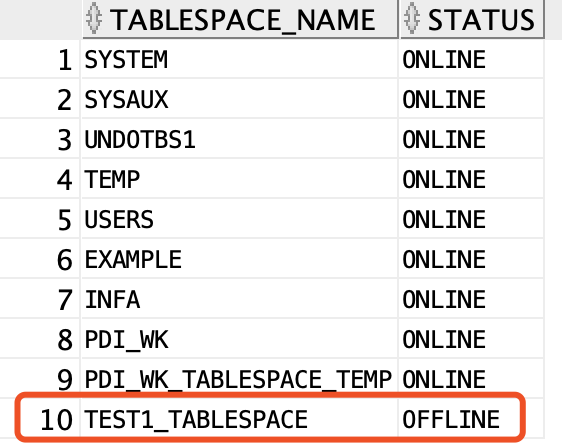 TABLESPACE_NAME STATUS
1 SYSTEM ONLINE
2 SYSAUX ONLINE
3 UNDOTBS1 ONLINE
4 TEMP ONLINE
5 USERS ONLINE
6 EXAMPLE ONLINE
7 INFA ONLINE
8 PDI_WK ONLINE
9 PDI_WK_TABLESPACE_TEMP ONLINE
10 TEST1_TABLESPACE OFFLINE